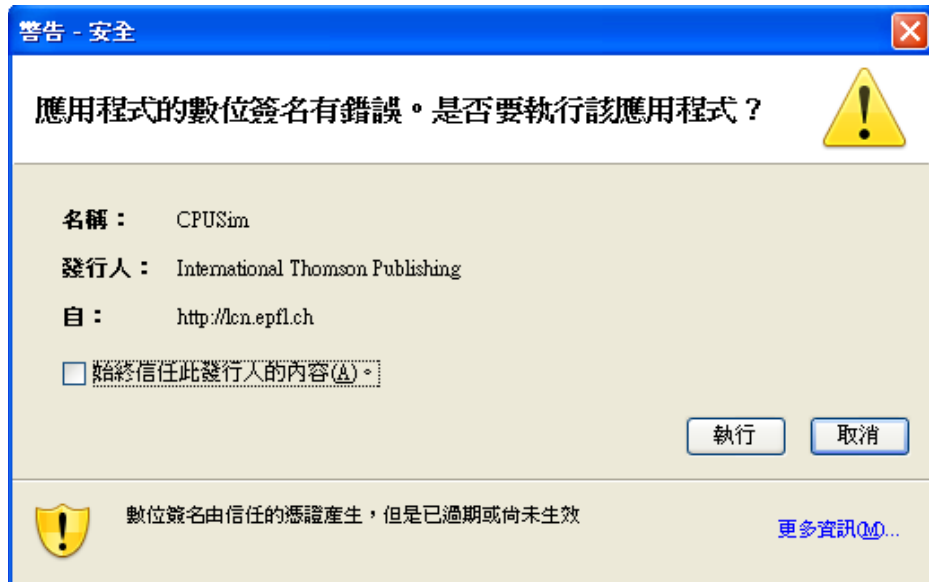 警告 - 安全
應用程式的數位簽名有錯誤。是否要執行該應用程式？
名稱： CPUSim
發行人： International Thomson Publishing
自： http://lcn.epfl.ch
始終信任此發行人的內容(A)。
執行 取消
數位簽名由信任的憑證產生，但是已過期或尚未生效
更多資訊(M)...